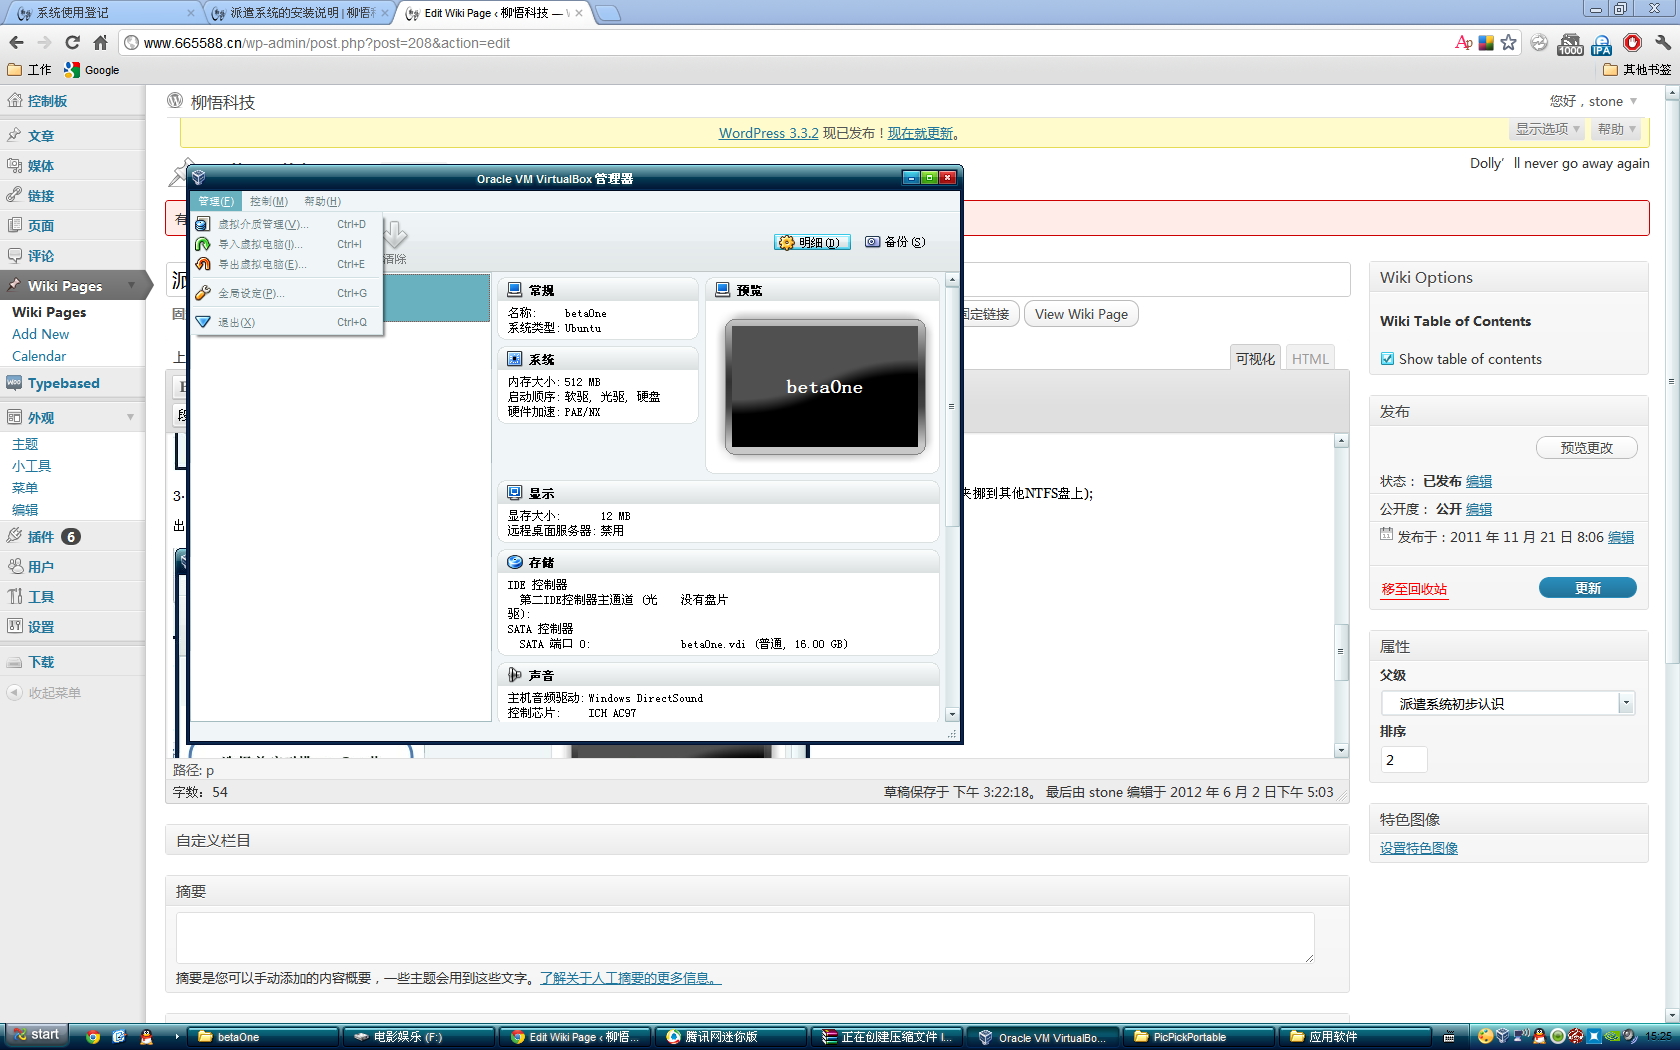 系统使用登记
派遣系统的安装说明 | 柳悟科
Edit Wiki Page ‹ 柳悟科技 —
www.665588.cn/wp-admin/post.php?post=208&action=edit
工作
Google
其他书签
控制板
文章
媒体
链接
页面
评论
Wiki Pages
Wiki Pages
Add New
Calendar
Typebased
外观
主题
小工具
菜单
编辑
插件 6
用户
工具
设置
下载
收起菜单
柳悟科技
您好，stone
WordPress 3.3.2 现已发布！现在就更新。
显示选项
帮助
Dolly’ll never go away again
有
派
固
固定链接
View Wiki Page
上
可视化
HTML
段
3·
夹挪到其他NTFS盘上);
出
Oracle VM VirtualBox 管理器
管理(F) 控制(M) 帮助(H)
虚拟介质管理(V)... Ctrl+D
导入虚拟电脑(I)... Ctrl+I
导出虚拟电脑(E)... Ctrl+E
全局设定(P)... Ctrl+G
退出(X) Ctrl+Q
清除
明细(D)
备份(S)
常规
名称: betaOne
系统类型: Ubuntu
预览
betaOne
系统
内存大小: 512 MB
启动顺序: 软驱, 光驱, 硬盘
硬件加速: PAE/NX
显示
显存大小: 12 MB
远程桌面服务器: 禁用
存储
IDE 控制器
第二IDE控制器主通道 (光驱): 没有盘片
SATA 控制器
SATA 端口 0: betaOne.vdi (普通, 16.00 GB)
声音
主机音频驱动: Windows DirectSound
控制芯片: ICH AC97
路径: p
字数：54
草稿保存于 下午 3:22:18。 最后由 stone 编辑于 2012 年 6 月 2 日下午 5:03
自定义栏目
摘要
摘要是您可以手动添加的内容概要，一些主题会用到这些文字。了解关于人工摘要的更多信息。
Wiki Options
Wiki Table of Contents
Show table of contents
发布
预览更改
状态：已发布 编辑
公开度：公开 编辑
发布于：2011 年 11 月 21 日 8:06 编辑
移至回收站
更新
属性
父级
派遣系统初步认识
排序
2
特色图像
设置特色图像
start
betaOne
电影娱乐 (F:)
Edit Wiki Page ‹ 柳悟...
腾讯网迷你版
正在创建压缩文件 I...
Oracle VM VirtualBo...
PicPickPortable
应用软件
15:25